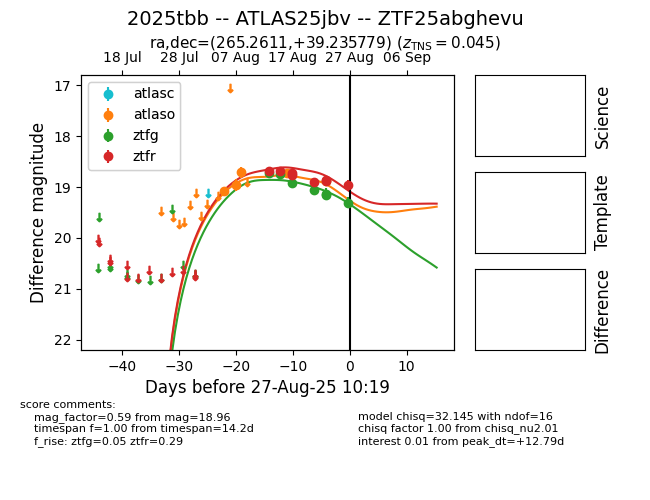 2025tbb -- ATLAS25jbv -- ZTF25abghevu
ra,dec=(265.2611,+39.235779) (z_TNS = 0.045)
18 Jul 28 Jul 07 Aug 17 Aug 27 Aug 06 Sep
atlasc
atlaso
ztfg
ztfr
17
18
19
20
21
22
Difference magnitude
−40 −30 −20 −10 0 10
Days before 27-Aug-25 10:19
Science
Template
Difference
score comments:
mag_factor=0.59 from mag=18.96
timespan f=1.00 from timespan=14.2d
f_rise: ztfg=0.05 ztfr=0.29
model chisq=32.145 with ndof=16
chisq factor 1.00 from chisq_nu2.01
interest 0.01 from peak_dt=+12.79d